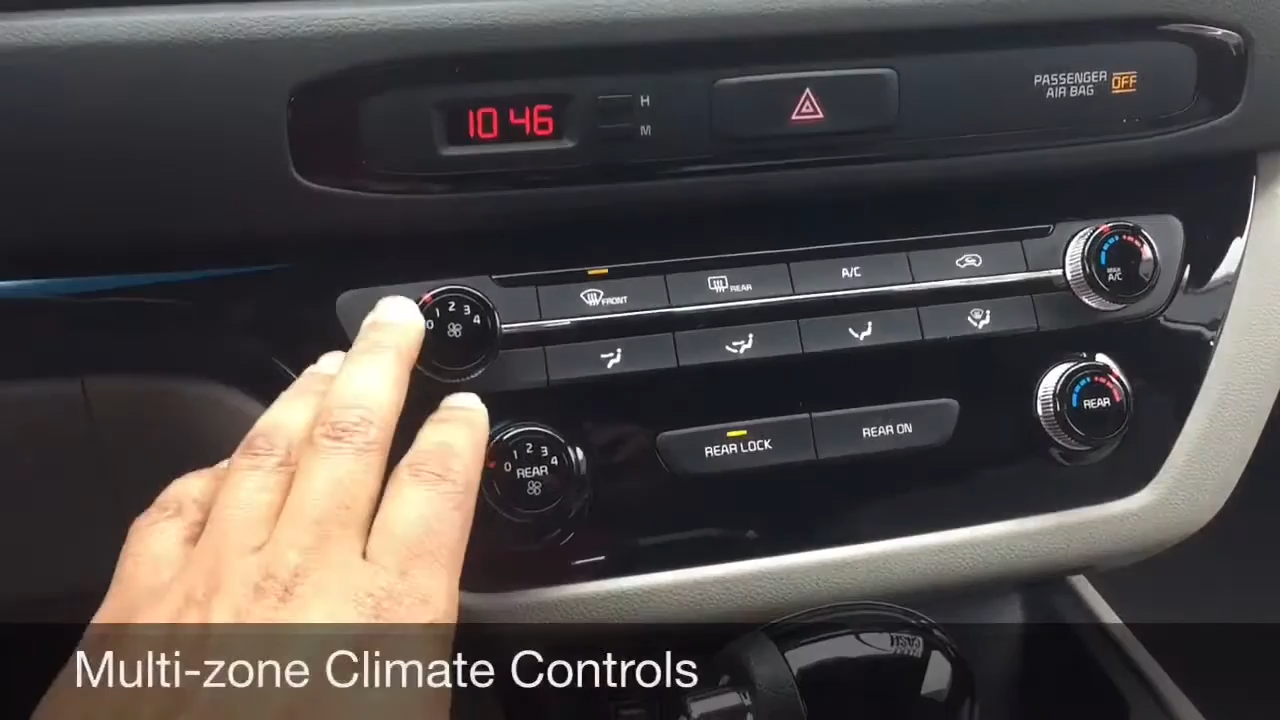 10 46
H
M
PASSENGER
AIR BAG OFF
0 1 2 3 4
FRONT
REAR
A/C
MAX
A/C
0 1 2 3 4
REAR
REAR LOCK
REAR ON
REAR
Multi-zone Climate Controls